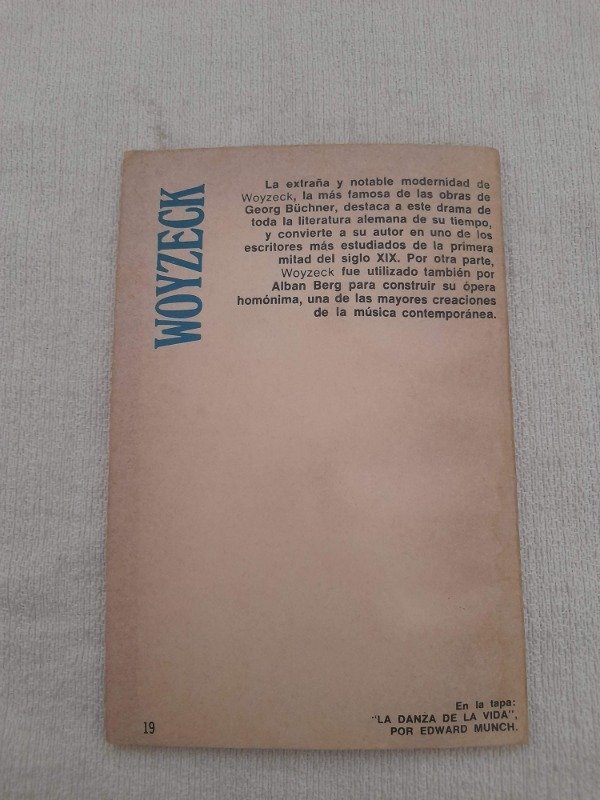 WOYZECK
La extraña y notable modernidad de
Woyzeck, la más famosa de las obras de
Georg Büchner, destaca a este drama de
toda la literatura alemana de su tiempo,
y convierte a su autor en uno de los
escritores más estudiados de la primera
mitad del siglo XIX. Por otra parte,
Woyzeck fue utilizado también por
Alban Berg para construir su ópera
homónima, una de las mayores creaciones
de la música contemporánea.
En la tapa:
"LA DANZA DE LA VIDA",
POR EDWARD MUNCH.
19